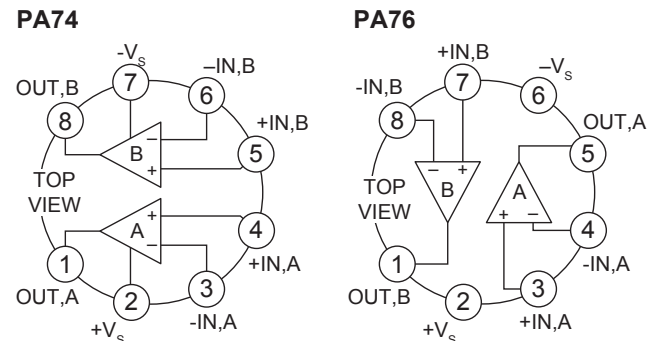 PA74
PA76
-Vs
–IN,B
OUT,B
7
6
8
+IN,B
B
–
+
5
TOP
VIEW
A
+
–
4
1
+IN,A
OUT,A
2
3
+Vs
-IN,A
+IN,B
–Vs
-IN,B
7
6
8
OUT,A
5
– +
B
A
+ –
TOP
VIEW
4
1
-IN,A
OUT,B
2
3
+Vs
+IN,A